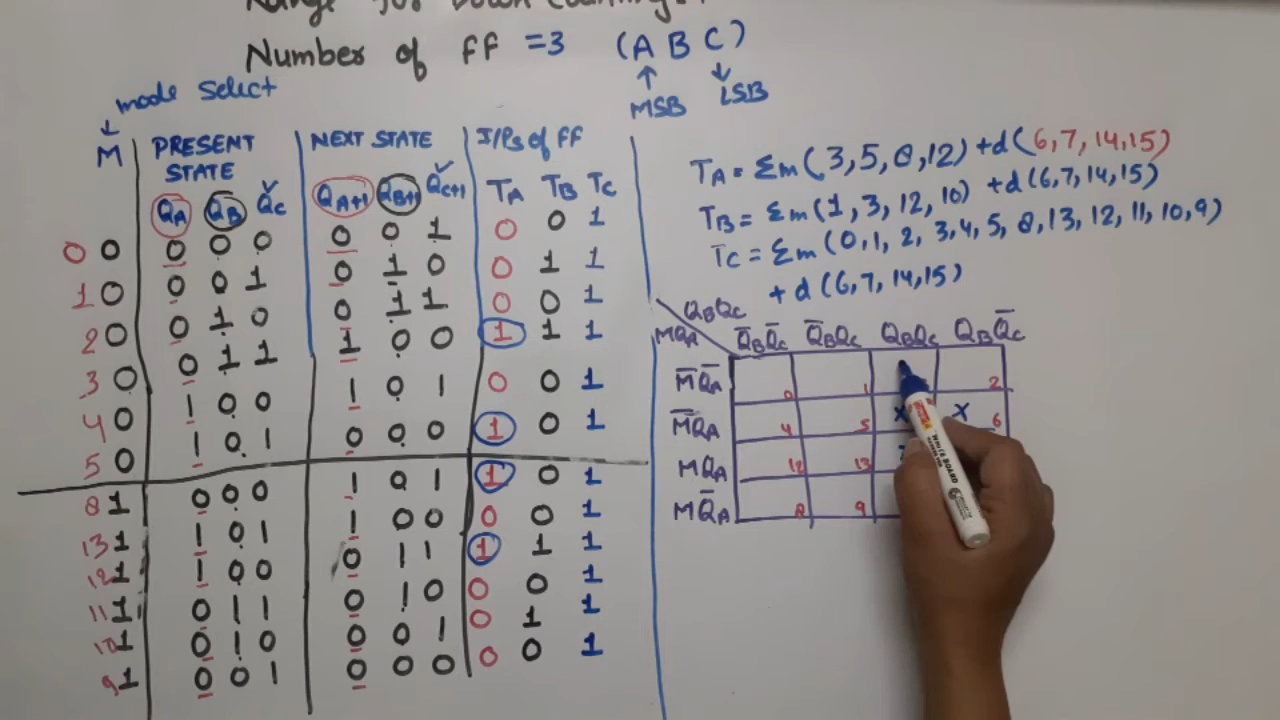 Range for Down Counting
Number of FF = 3 (A B C)
↑ ↓
MSB LSB
mode select
↓
M PRESENT STATE NEXT STATE I/Ps of FF
QA QB QC QA+1 QB+1 QC+1 TA TB TC
0 0 0 0 0 0 0 1 0 0 1
1 0 0 0 1 0 1 0 0 1 1
2 0 0 1 0 0 1 1 0 0 1
3 0 0 1 1 1 0 0 1 1 1
4 0 1 0 0 1 0 1 0 0 1
5 0 1 0 1 0 0 0 1 0 1
8 1 0 0 0 1 0 1 1 0 1
13 1 1 0 1 1 0 0 0 0 1
12 1 1 0 0 0 1 1 1 1 1
11 1 0 1 1 0 1 0 0 0 1
10 1 0 1 0 0 0 1 0 1 1
9 1 0 0 1 0 0 0 0 0 1
TA = Σm(3,5,8,12) + d(6,7,14,15)
TB = Σm(1,3,12,10) + d(6,7,14,15)
TC = Σm(0,1,2,3,4,5,8,13,12,11,10,9)
+ d(6,7,14,15)
QBQC
MQA Q̅BQ̅C Q̅BQC QBQC QBQ̅C
M̅Q̅A 0 1 2
M̅QA 4 5 x x 6
MQA 12 13
MQ̅A 8 9